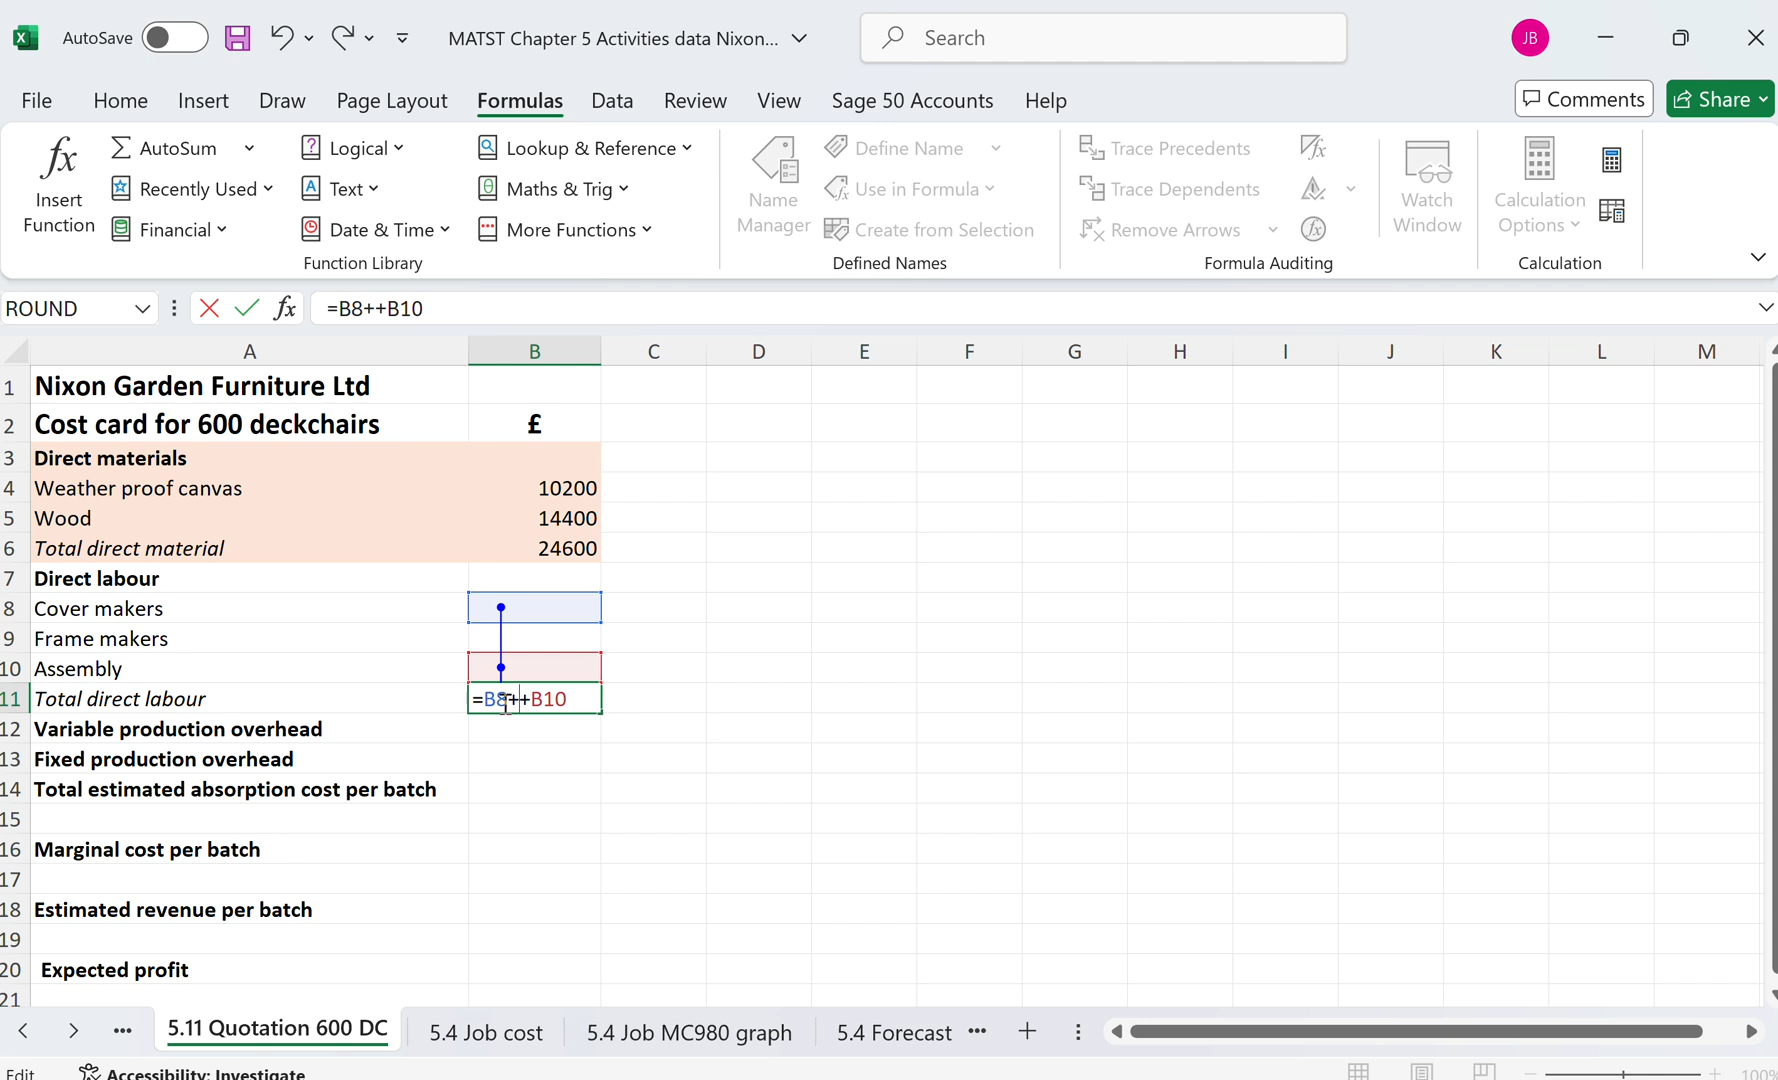 AutoSave
MATST Chapter 5 Activities data Nixon...
Search
JB
File Home Insert Draw Page Layout Formulas Data Review View Sage 50 Accounts Help
Comments
Share
fx
Insert
Function
AutoSum
Recently Used
Financial
Logical
Text
Date & Time
Lookup & Reference
Maths & Trig
More Functions
Function Library
Name
Manager
Define Name
Use in Formula
Create from Selection
Defined Names
Trace Precedents
Trace Dependents
Remove Arrows
Formula Auditing
Watch
Window
Calculation
Options
Calculation
ROUND
fx
=B8++B10
A B C D E F G H I J K L M
1 Nixon Garden Furniture Ltd
2 Cost card for 600 deckchairs £
3 Direct materials
4 Weather proof canvas 10200
5 Wood 14400
6 Total direct material 24600
7 Direct labour
8 Cover makers
9 Frame makers
10 Assembly
11 Total direct labour =B8++B10
12 Variable production overhead
13 Fixed production overhead
14 Total estimated absorption cost per batch
15
16 Marginal cost per batch
17
18 Estimated revenue per batch
19
20 Expected profit
21
5.11 Quotation 600 DC 5.4 Job cost 5.4 Job MC980 graph 5.4 Forecast
Edit Accessibility: Investigate 100%